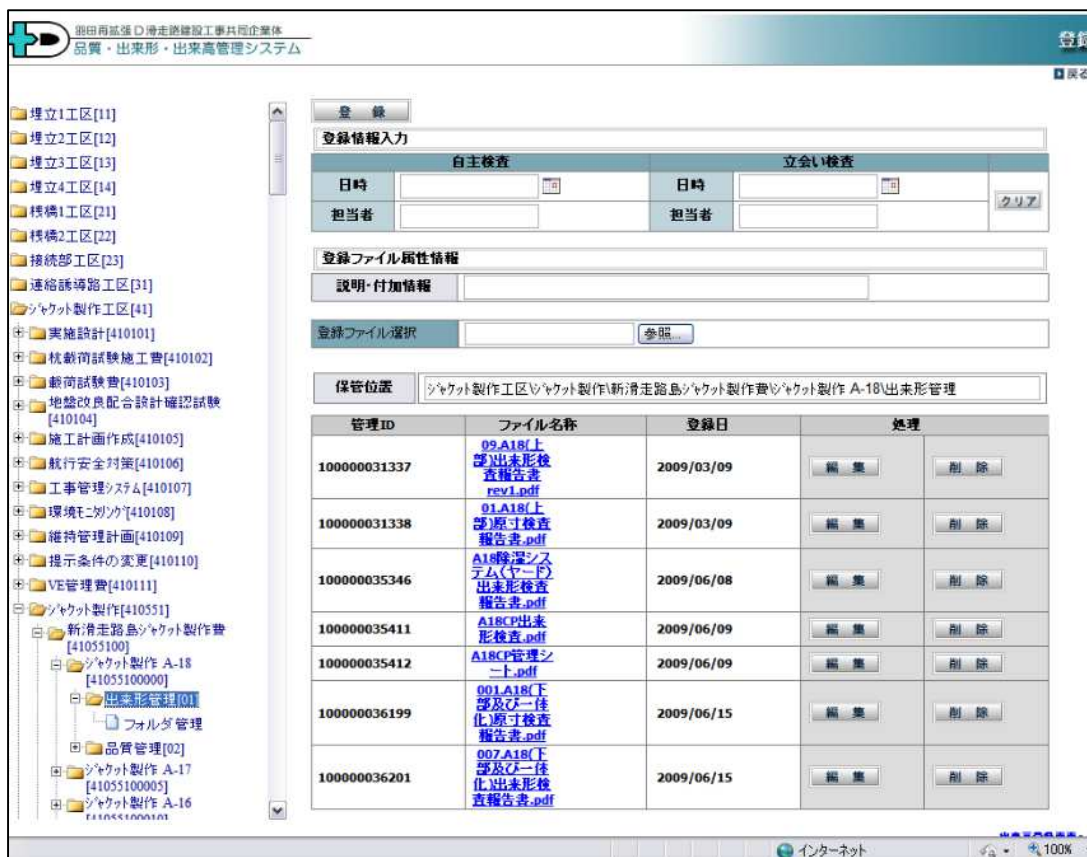 羽田再拡張D滑走路建設工事共同企業体
品質・出来形・出来高管理システム
登録
戻る
埋立1工区[11]
埋立2工区[12]
埋立3工区[13]
埋立4工区[14]
桟橋1工区[21]
桟橋2工区[22]
接続部工区[23]
連絡誘導路工区[31]
ジャケット製作工区[41]
実施設計[410101]
杭載荷試験施工費[410102]
載荷試験費[410103]
地盤改良配合設計確認試験
[410104]
施工計画作成[410105]
航行安全対策[410106]
工事管理システム[410107]
環境モニタリング[410108]
維持管理計画[410109]
提示条件の変更[410110]
VE管理費[410111]
ジャケット製作[410551]
新滑走路島ジャケット製作費
[41055100]
ジャケット製作 A-18
[41055100000]
出来形管理[01]
フォルダ管理
品質管理[02]
ジャケット製作 A-17
[41055100005]
ジャケット製作 A-16
[41055100010]
登 録
登録情報入力
自主検査 立会い検査
日時 日時
担当者 担当者 クリア
登録ファイル属性情報
説明・付加情報
登録ファイル選択 参照...
保管位置 ジャケット製作工区\ジャケット製作\新滑走路島ジャケット製作費\ジャケット製作 A-18\出来形管理
管理ID ファイル名称 登録日 処理
100000031337 09.A18(上部)出来形検査報告書rev1.pdf 2009/03/09 編 集 削 除
100000031338 01.A18(上部)原寸検査報告書.pdf 2009/03/09 編 集 削 除
100000035346 A18除湿システム(ヤード)出来形検査報告書.pdf 2009/06/08 編 集 削 除
100000035411 A18CP出来形検査.pdf 2009/06/09 編 集 削 除
100000035412 A18CP管理シート.pdf 2009/06/09 編 集 削 除
100000036199 001.A18(下部及び一体化)原寸検査報告書.pdf 2009/06/15 編 集 削 除
100000036201 007.A18(下部及び一体化)出来形検査報告書.pdf 2009/06/15 編 集 削 除
インターネット 100%